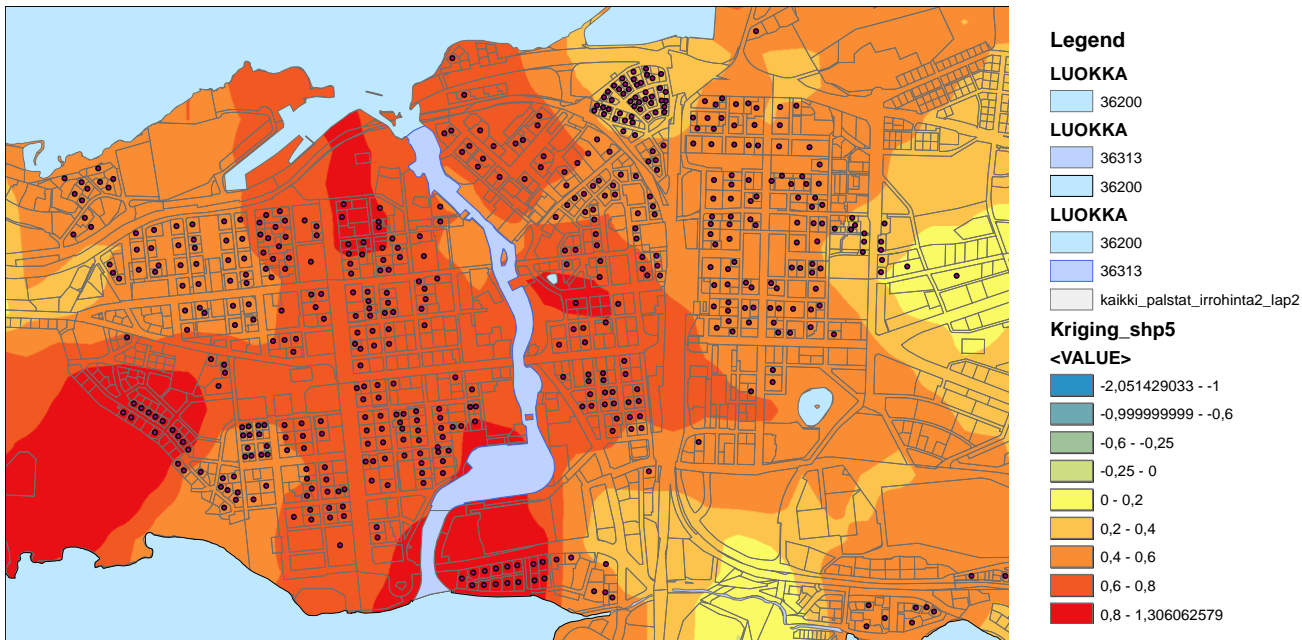 Legend
LUOKKA
36200
LUOKKA
36313
36200
LUOKKA
36200
36313
kaikki_palstat_irrohinta2_lap2
Kriging_shp5
<VALUE>
-2,051429033 - -1
-0,999999999 - -0,6
-0,6 - -0,25
-0,25 - 0
0 - 0,2
0,2 - 0,4
0,4 - 0,6
0,6 - 0,8
0,8 - 1,306062579